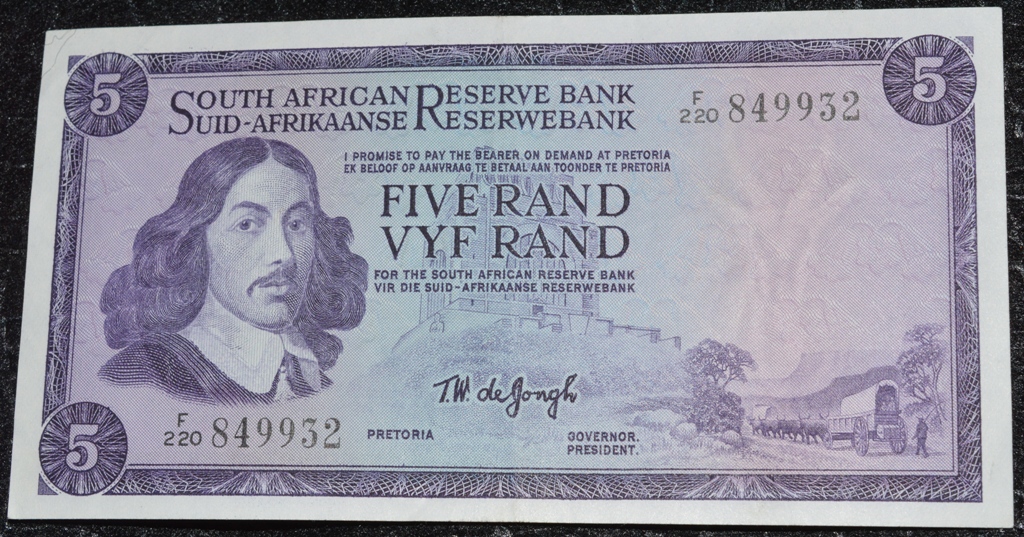 5
5
SOUTH AFRICAN RESERVE BANK
SUID-AFRIKAANSE RESERWEBANK
F
220 849932
I PROMISE TO PAY THE BEARER ON DEMAND AT PRETORIA
EK BELOOF OP AANVRAAG TE BETAAL AAN TOONDER TE PRETORIA
FIVE RAND
VYF RAND
FOR THE SOUTH AFRICAN RESERVE BANK
VIR DIE SUID-AFRIKAANSE RESERWEBANK
T.W. de Jongh
F
220 849932
PRETORIA
GOVERNOR.
PRESIDENT.
5